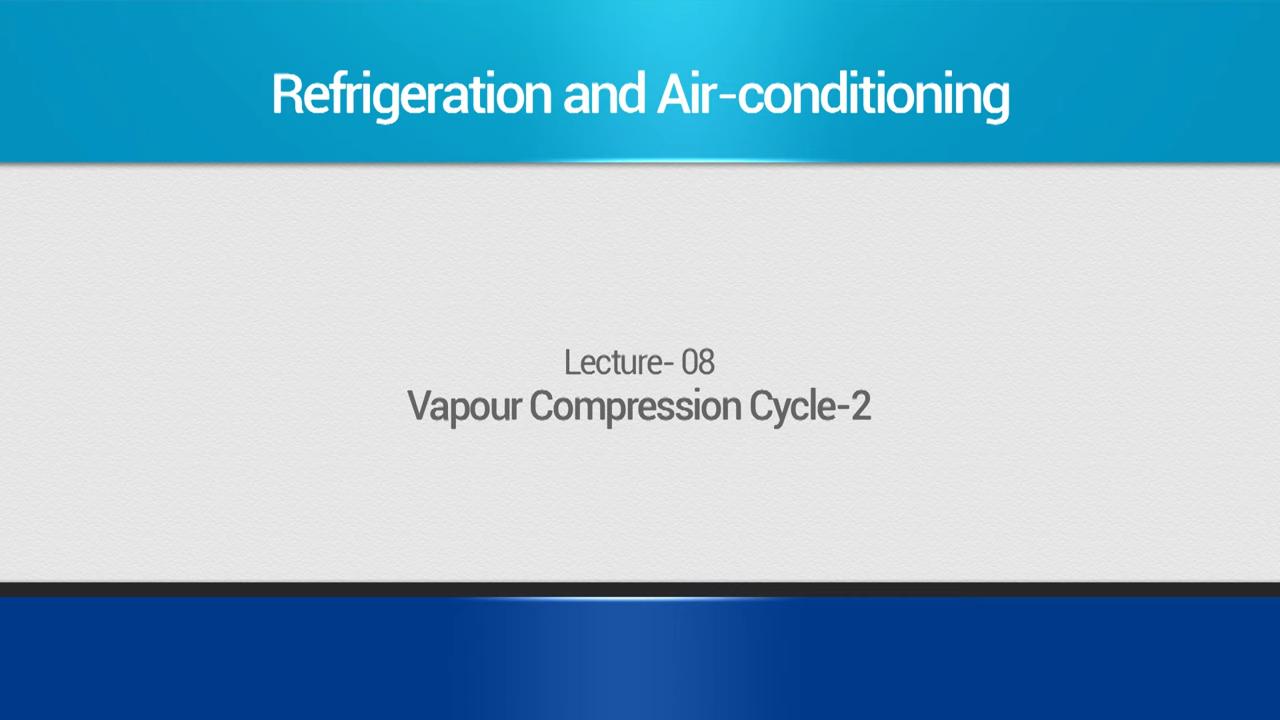 Refrigeration and Air-conditioning
Lecture- 08
Vapour Compression Cycle-2